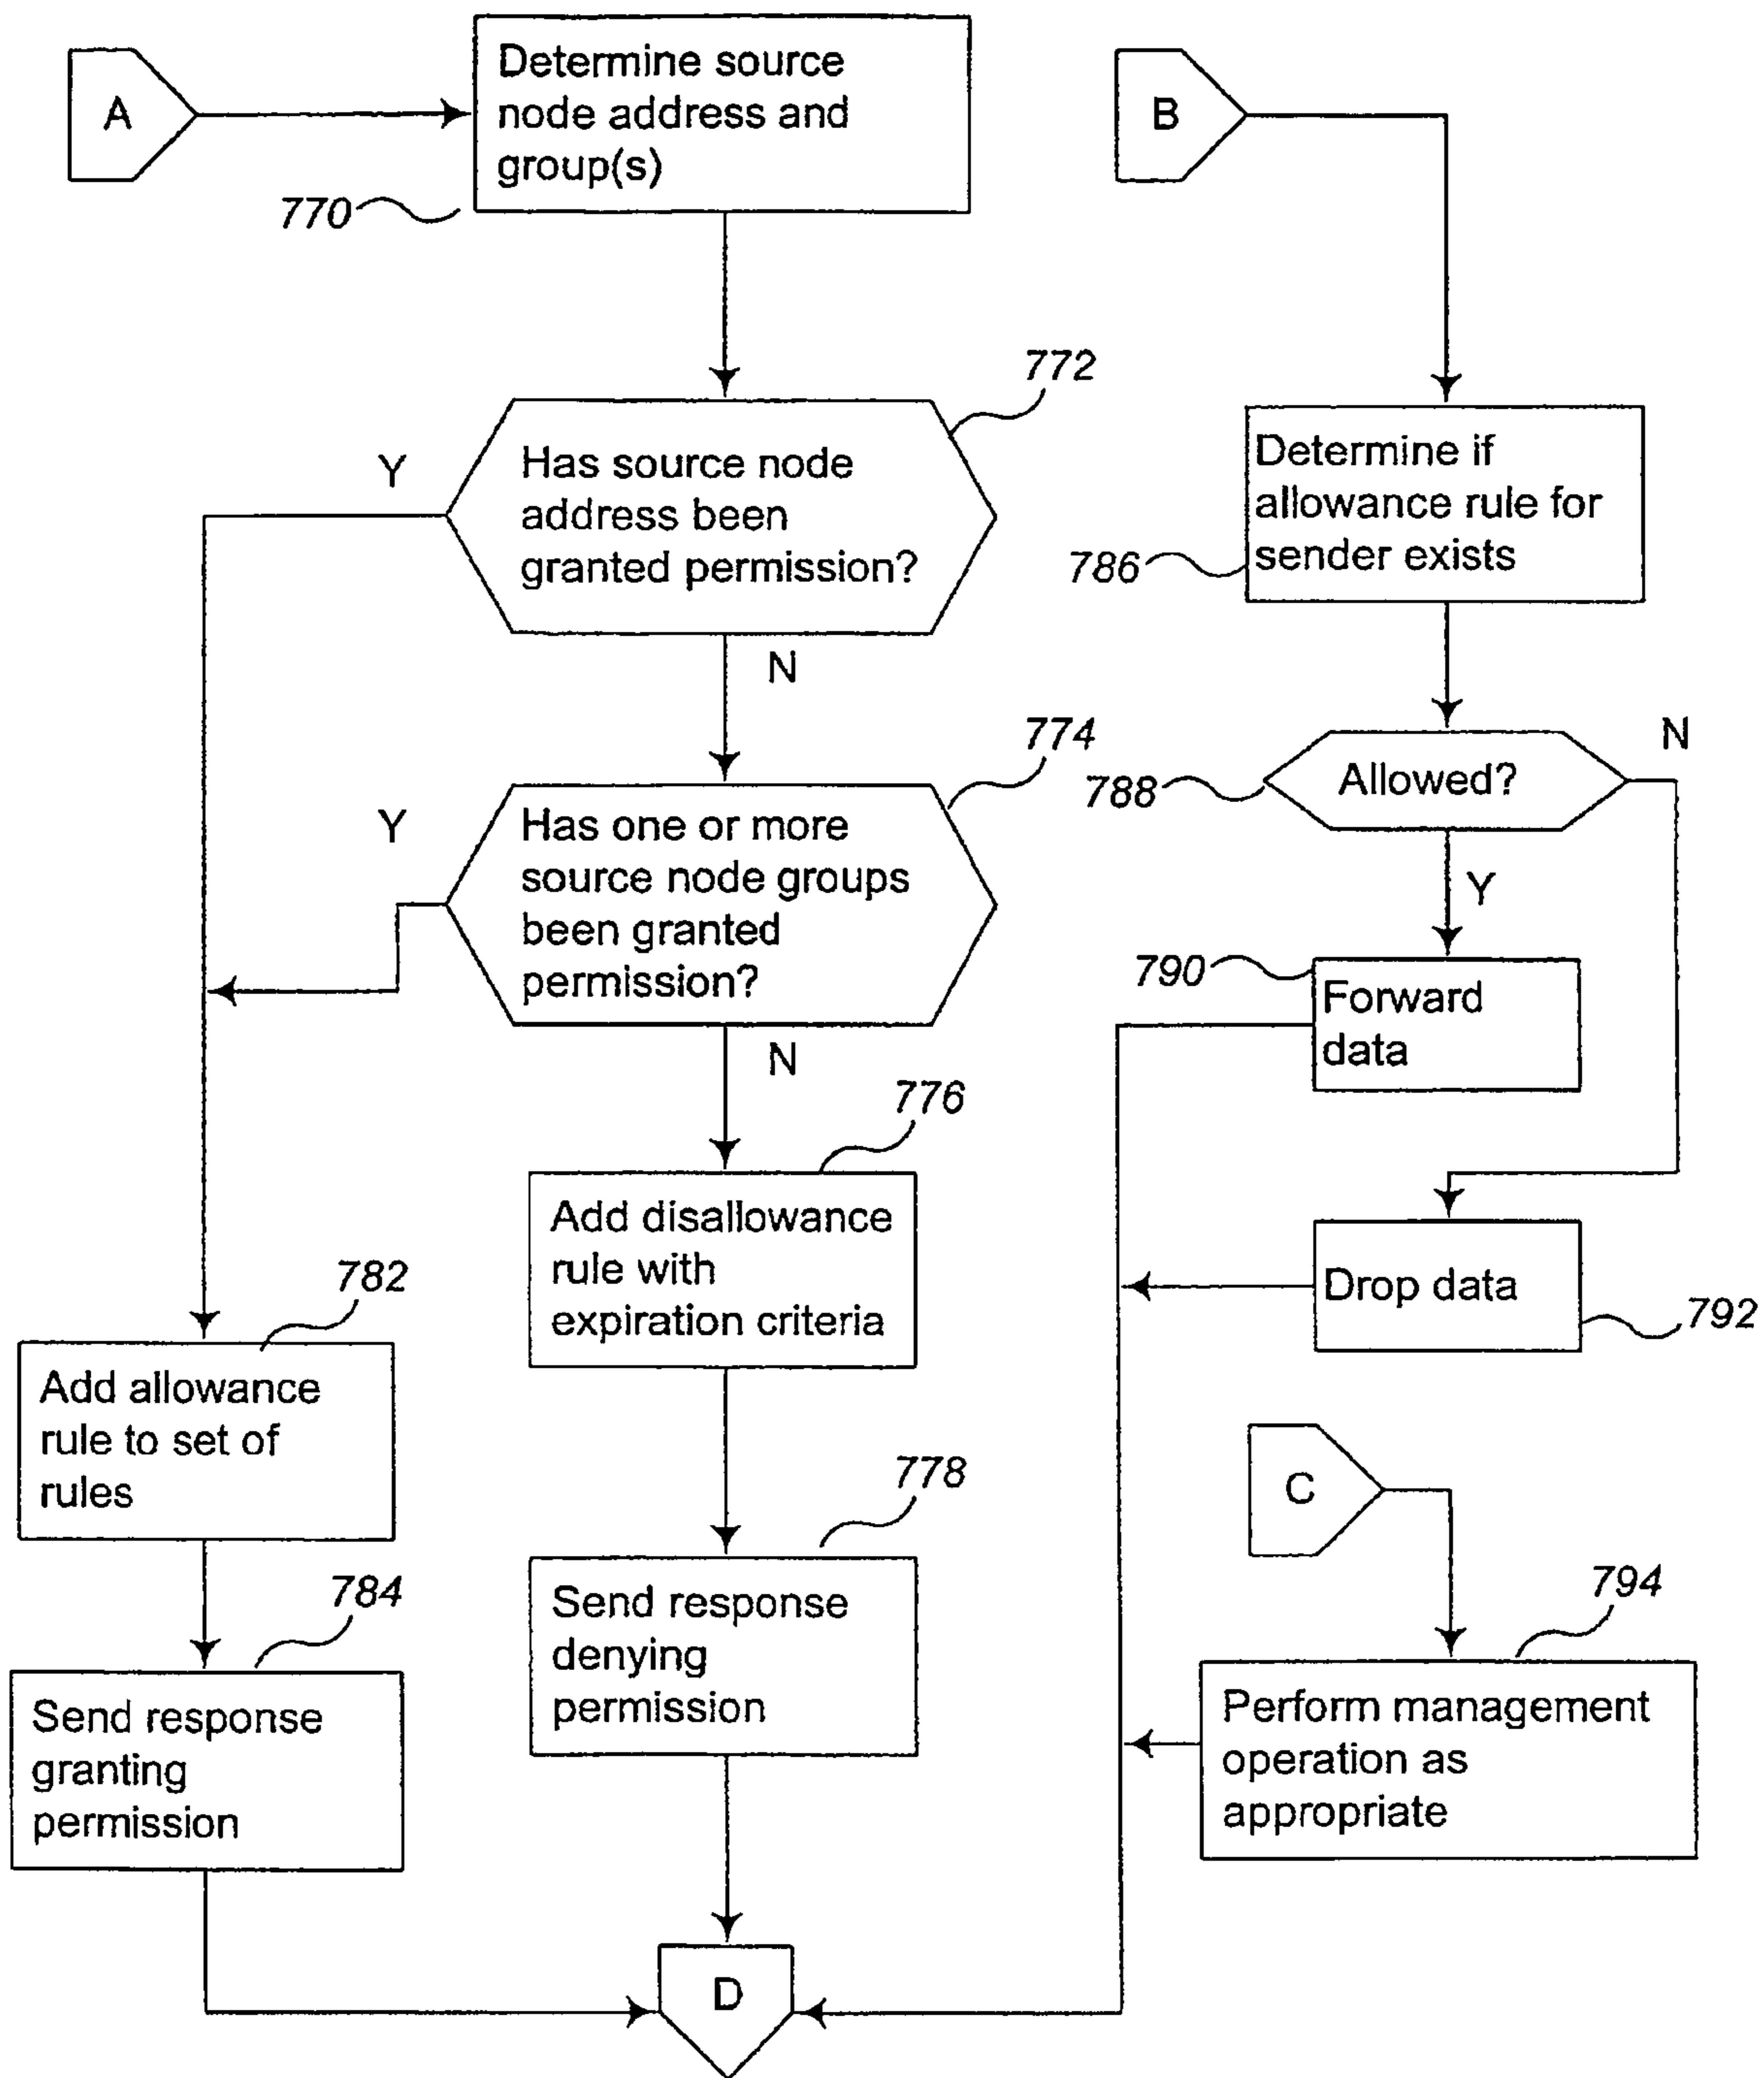 A
Determine source
node address and
group(s)
770
772
Y
Has source node
address been
granted permission?
N
774
Y
Has one or more
source node groups
been granted
permission?
N
776
Add disallowance
rule with
expiration criteria
782
Add allowance
rule to set of
rules
778
Send response
denying
permission
784
Send response
granting
permission
B
Determine if
allowance rule for
sender exists
786
N
788
Allowed?
Y
790
Forward
data
Drop data
792
C
794
Perform management
operation as
appropriate
D